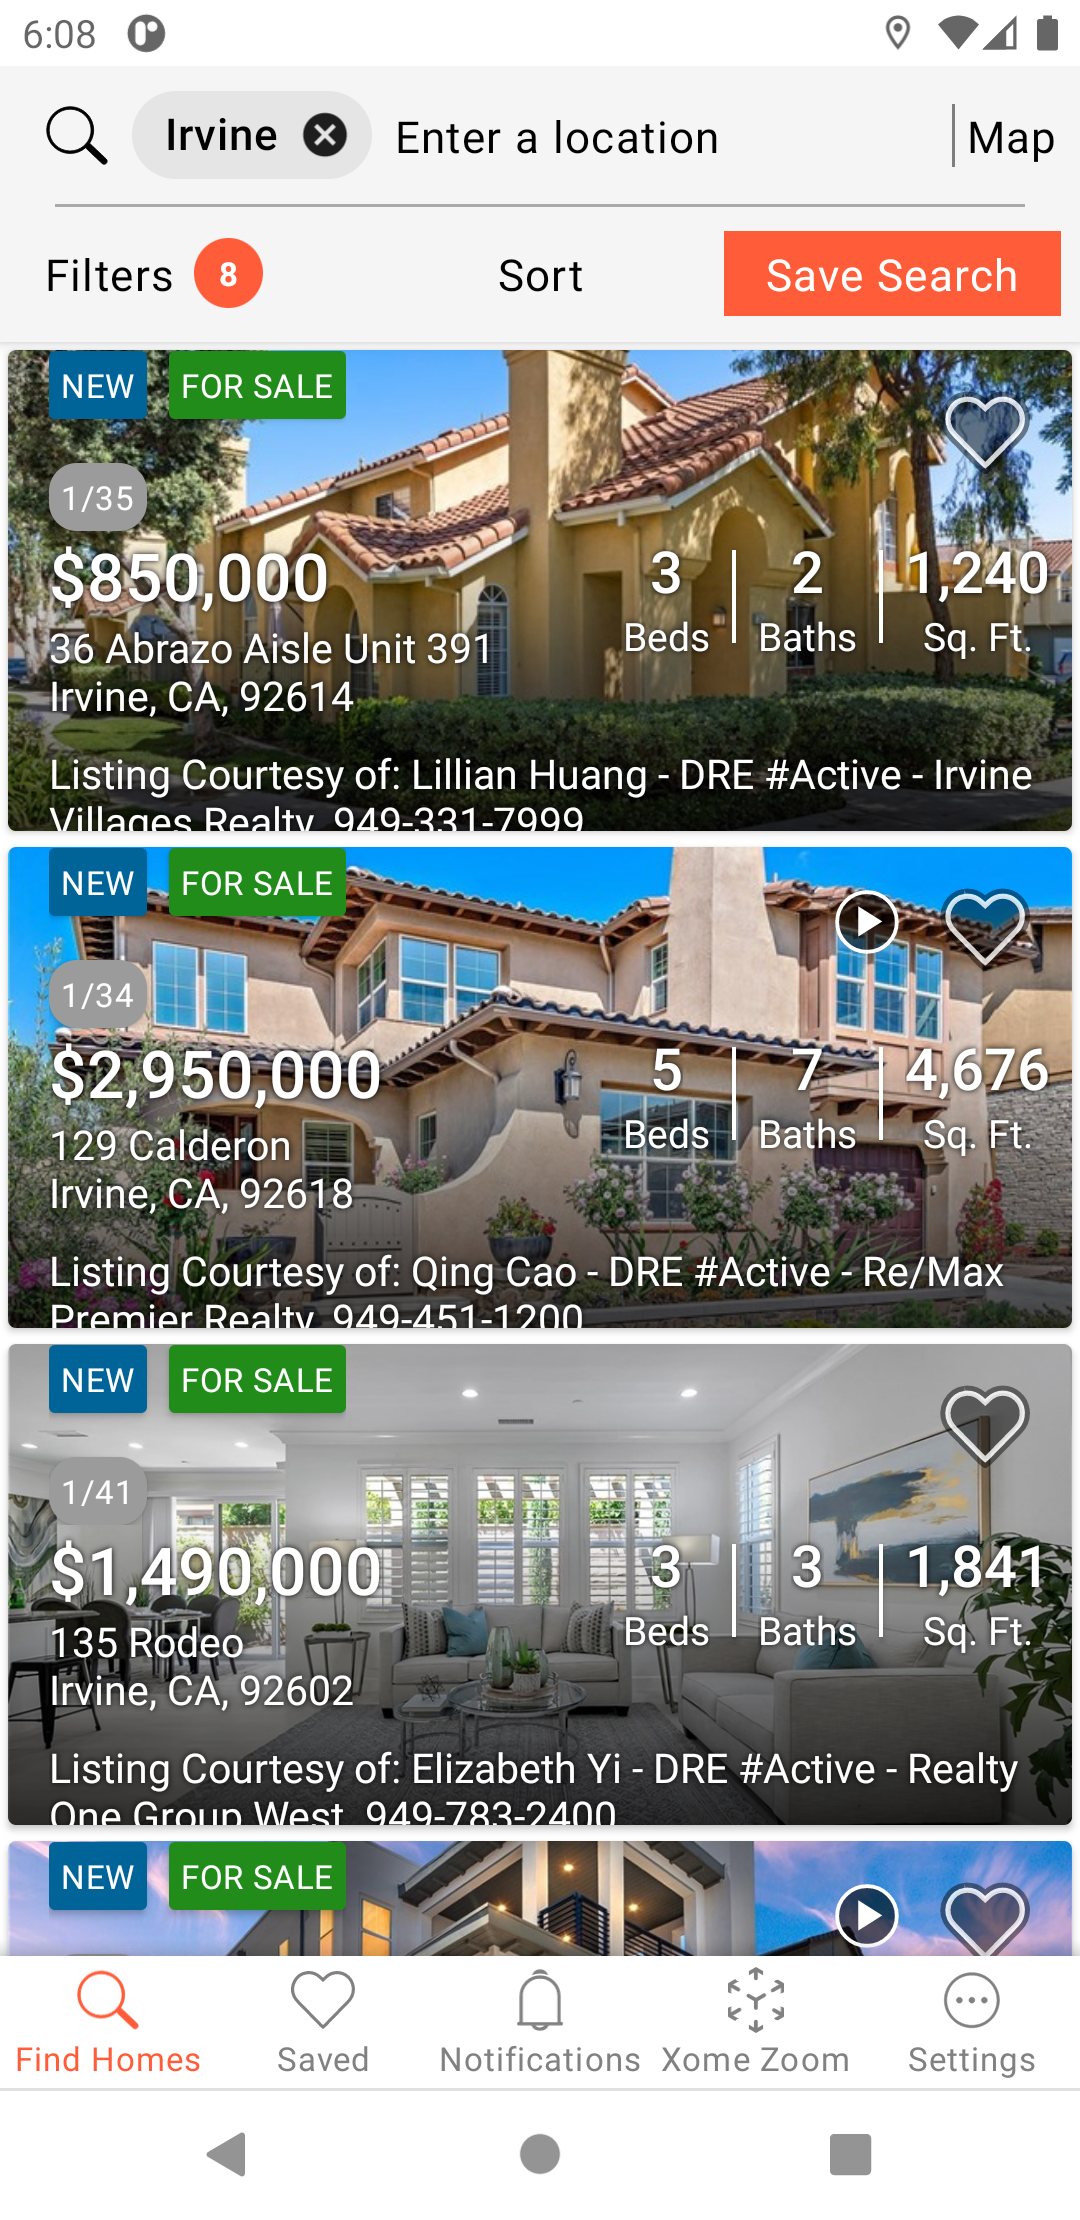 6:08
Irvine
Enter a location
Map
Filters 8
Sort
Save Search
NEW FOR SALE
1/35
$850,000
3 Beds
2 Baths
1,240 Sq. Ft.
36 Abrazo Aisle Unit 391
Irvine, CA, 92614
Listing Courtesy of: Lillian Huang - DRE #Active - Irvine
Villages Realty 949-331-7999
NEW FOR SALE
1/34
$2,950,000
5 Beds
7 Baths
4,676 Sq. Ft.
129 Calderon
Irvine, CA, 92618
Listing Courtesy of: Qing Cao - DRE #Active - Re/Max
Premier Realty 949-451-1200
NEW FOR SALE
1/41
$1,490,000
3 Beds
3 Baths
1,841 Sq. Ft.
135 Rodeo
Irvine, CA, 92602
Listing Courtesy of: Elizabeth Yi - DRE #Active - Realty
One Group West 949-783-2400
NEW FOR SALE
Find Homes
Saved
Notifications
Xome Zoom
Settings